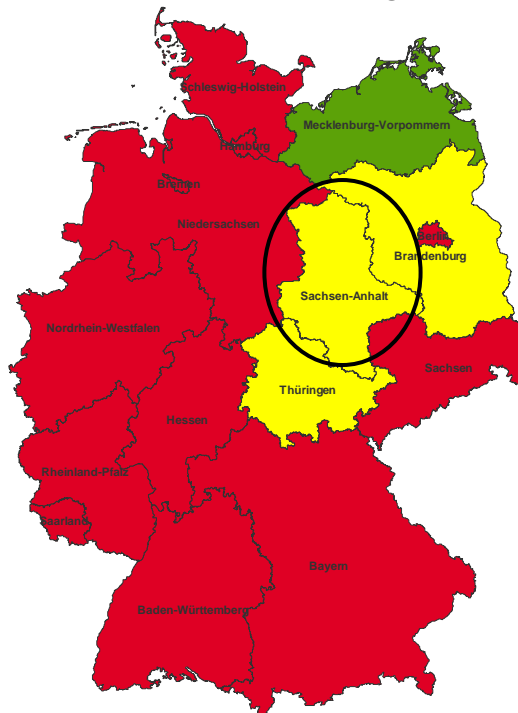 Schleswig-Holstein
Mecklenburg-Vorpommern
Hamburg
Bremen
Niedersachsen
Berlin
Brandenburg
Sachsen-Anhalt
Nordrhein-Westfalen
Sachsen
Thüringen
Hessen
Rheinland-Pfalz
Saarland
Bayern
Baden-Württemberg